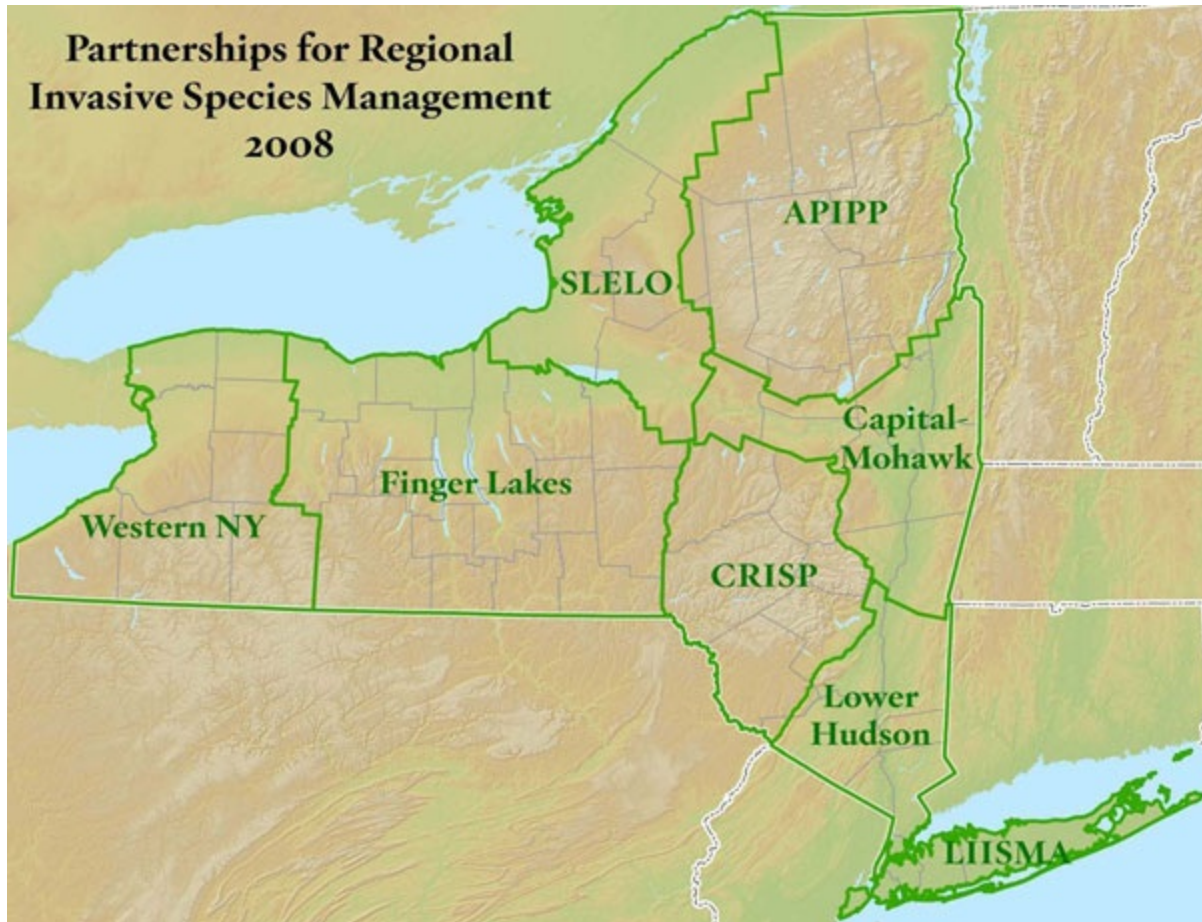 Partnerships for Regional
Invasive Species Management
2008
APIPP
SLELO
Capital-
Mohawk
Finger Lakes
Western NY
CRISP
Lower
Hudson
LIISMA